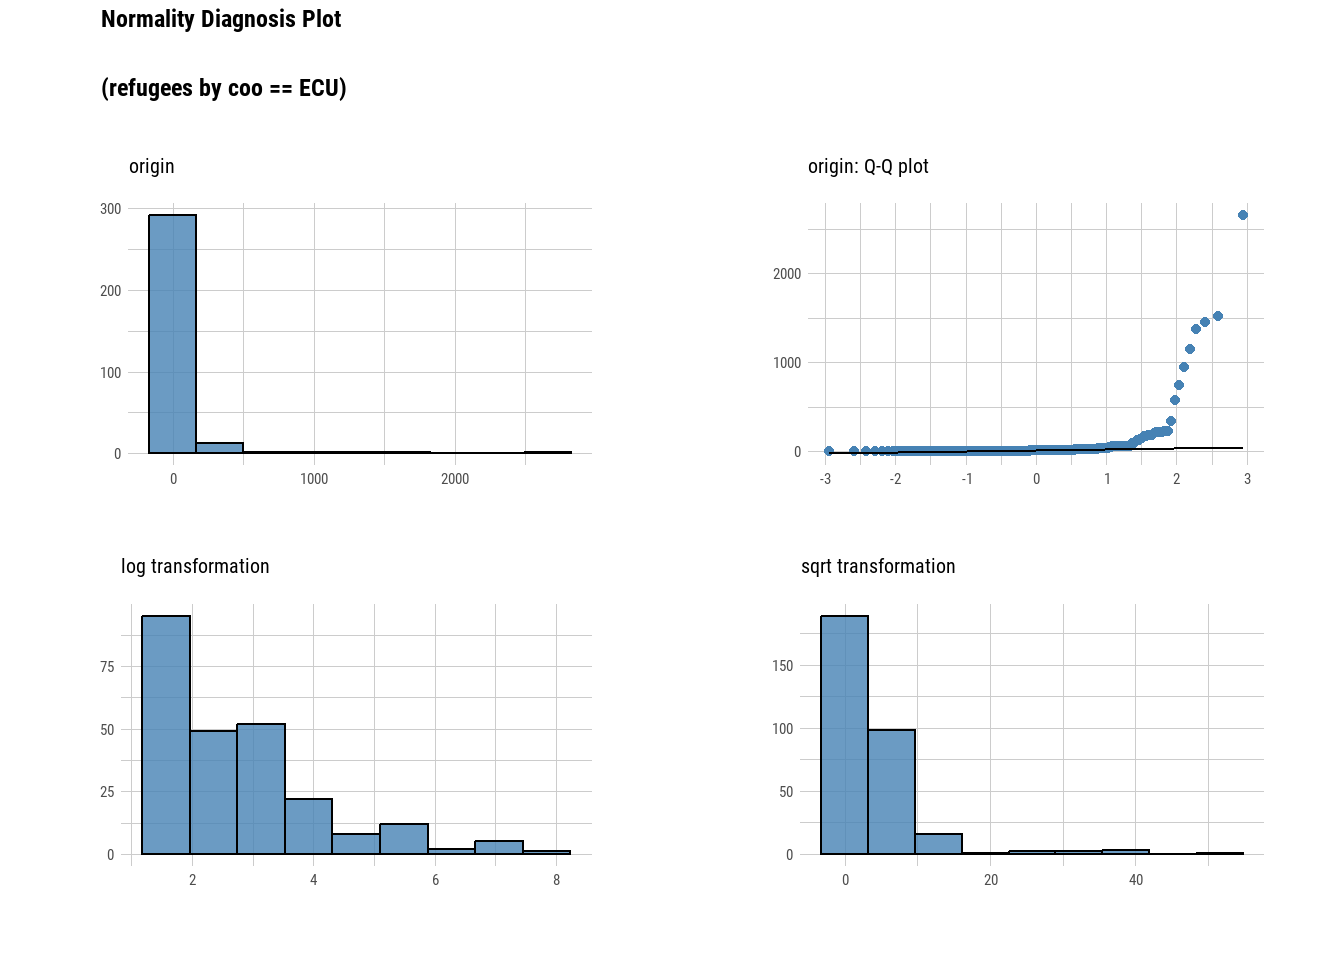 Normality Diagnosis Plot
(refugees by coo == ECU)
origin
300
200
100
0
0 1000 2000
origin: Q-Q plot
2000
1000
0
-3 -2 -1 0 1 2 3
log transformation
75
50
25
0
2 4 6 8
sqrt transformation
150
100
50
0
0 20 40